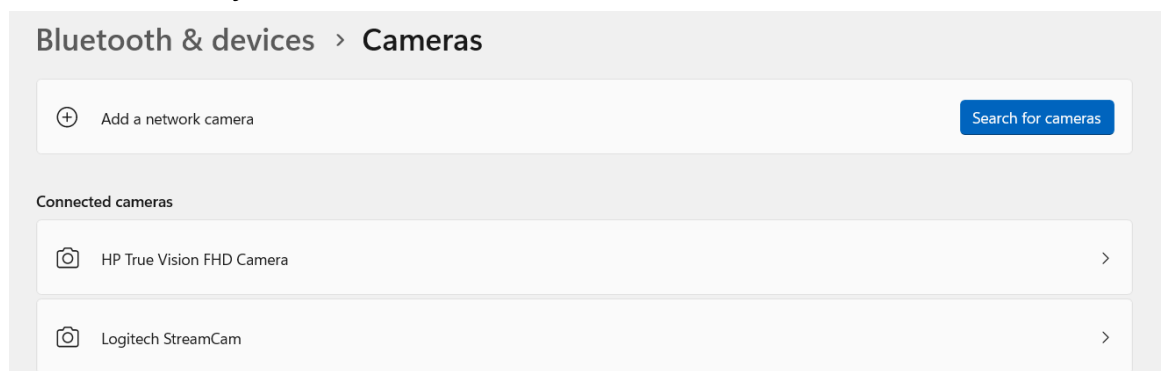 Bluetooth & devices > Cameras
Add a network camera
Search for cameras
Connected cameras
HP True Vision FHD Camera
Logitech StreamCam